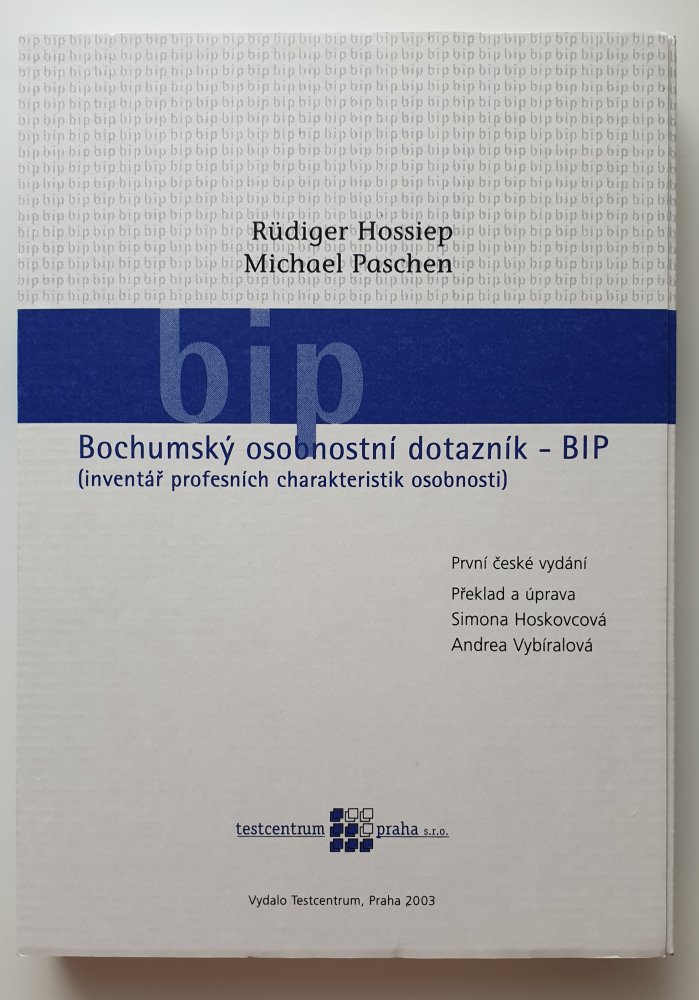 Rüdiger Hossiep
Michael Paschen
bip
Bochumský osobnostní dotazník - BIP
(inventář profesních charakteristik osobnosti)
První české vydání
Překlad a úprava
Simona Hoskovcová
Andrea Vybíralová
testcentrum praha s.r.o.
Vydalo Testcentrum, Praha 2003